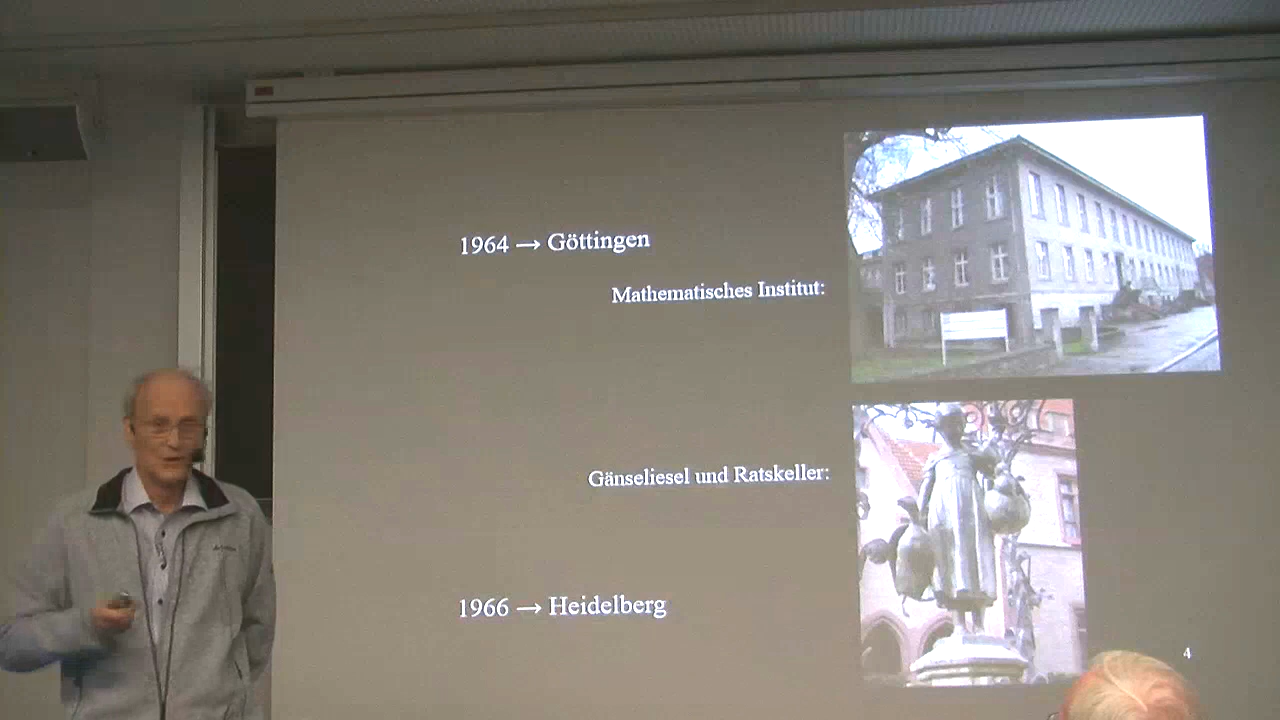 1964 → Göttingen
Mathematisches Institut:
Gänseliesel und Ratskeller:
1966 → Heidelberg
4